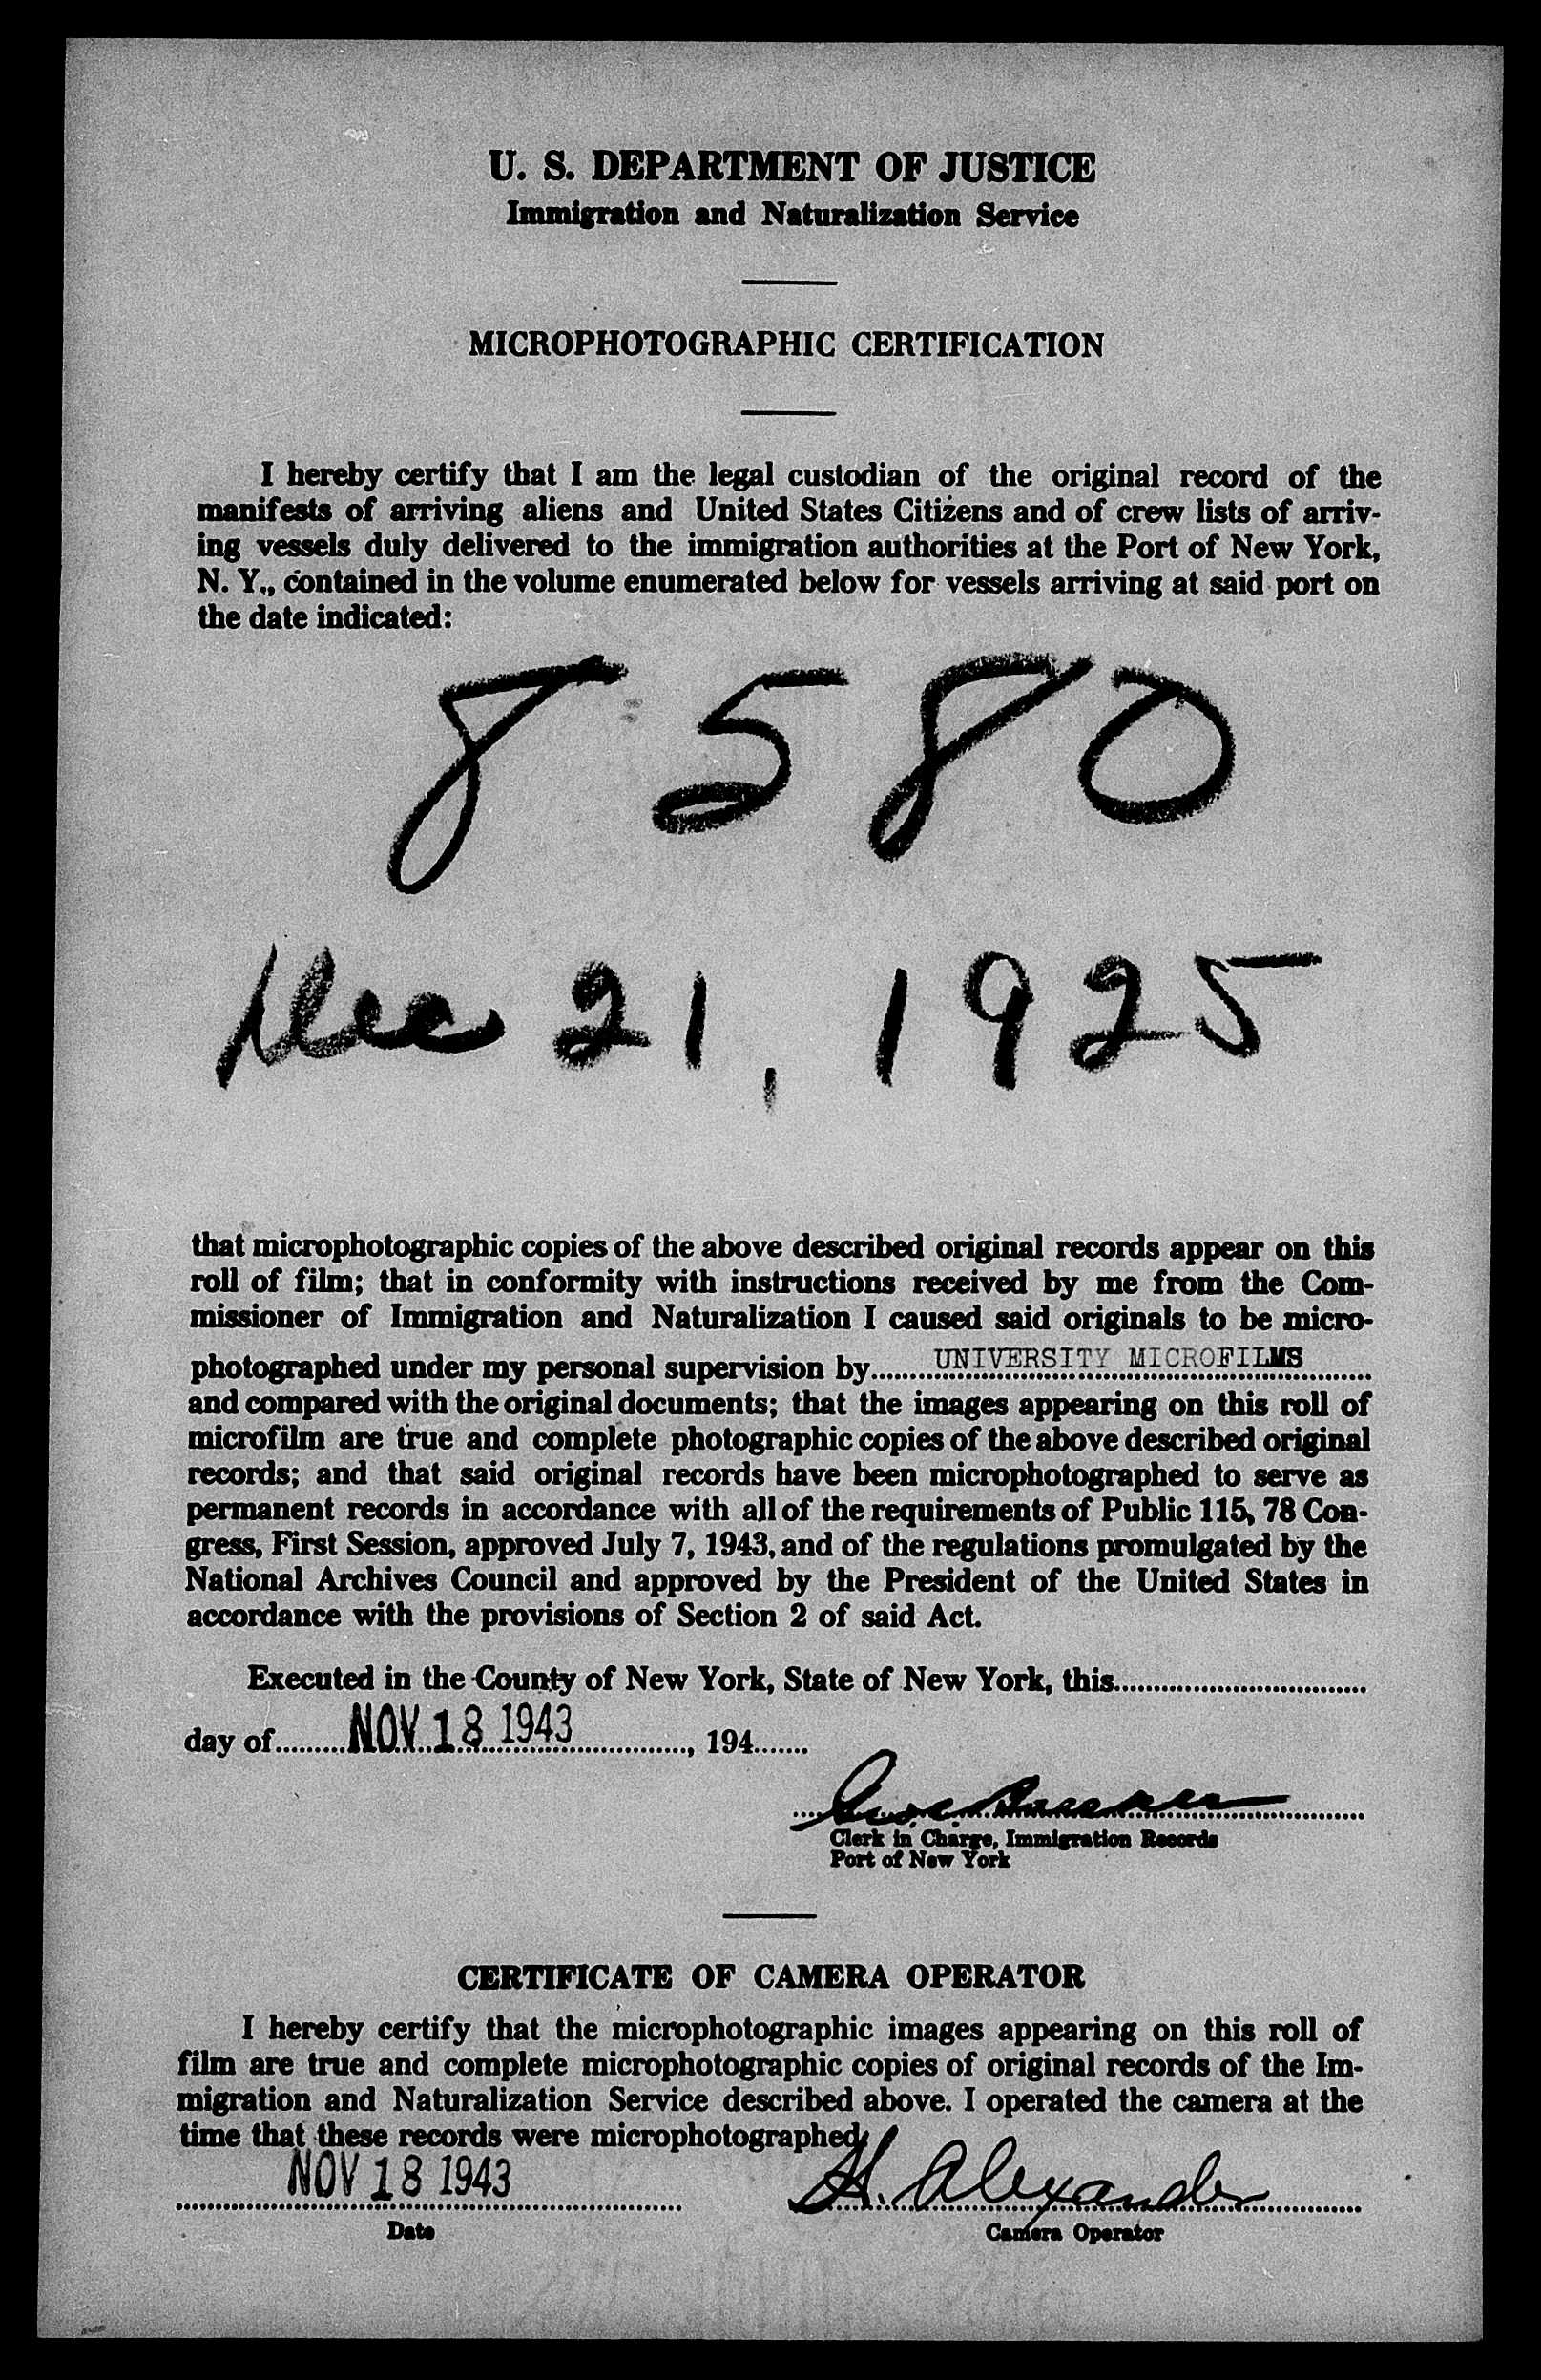 U. S. DEPARTMENT OF JUSTICE
Immigration and Naturalization Service
MICROPHOTOGRAPHIC CERTIFICATION
I hereby certify that I am the legal custodian of the original record of the
manifests of arriving aliens and United States Citizens and of crew lists of arriv-
ing vessels duly delivered to the immigration authorities at the Port of New York,
N. Y., contained in the volume enumerated below for vessels arriving at said port on
the date indicated:
8580
Dec 21, 1925
that microphotographic copies of the above described original records appear on this
roll of film; that in conformity with instructions received by me from the Com-
missioner of Immigration and Naturalization I caused said originals to be micro-
photographed under my personal supervision by UNIVERSITY MICROFILMS
and compared with the original documents; that the images appearing on this roll of
microfilm are true and complete photographic copies of the above described original
records; and that said original records have been microphotographed to serve as
permanent records in accordance with all of the requirements of Public 115, 78 Con-
gress, First Session, approved July 7, 1943, and of the regulations promulgated by the
National Archives Council and approved by the President of the United States in
accordance with the provisions of Section 2 of said Act.
Executed in the County of New York, State of New York, this
day of NOV 18 1943, 194
Clerk in Charge, Immigration Records
Port of New York
CERTIFICATE OF CAMERA OPERATOR
I hereby certify that the microphotographic images appearing on this roll of
film are true and complete microphotographic copies of original records of the Im-
migration and Naturalization Service described above. I operated the camera at the
time that these records were microphotographed.
NOV 18 1943 H. Alexander
Date Camera Operator